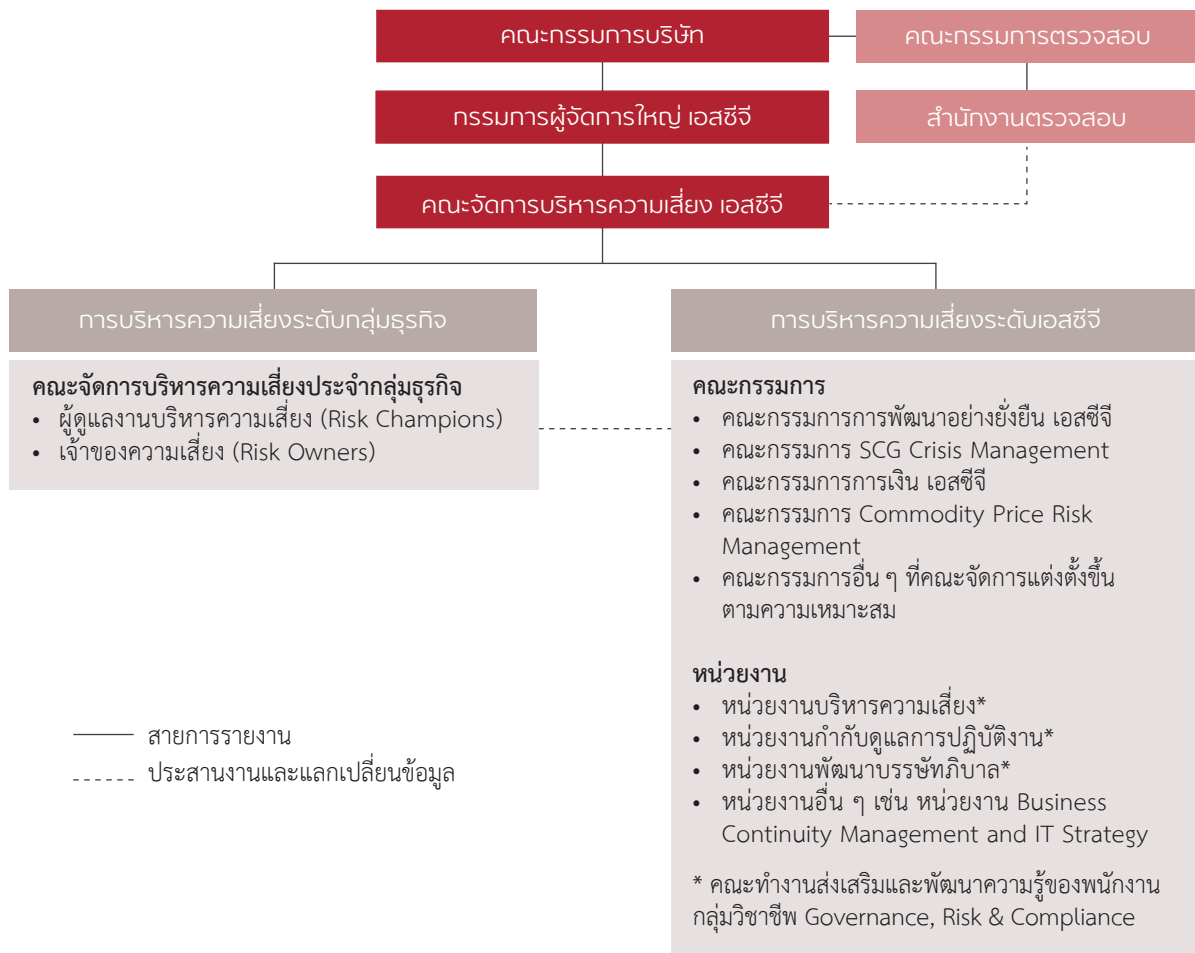 คณะกรรมการบริษัท
คณะกรรมการตรวจสอบ
กรรมการผู้จัดการใหญ่ เอสซีจี
สำนักงานตรวจสอบ
คณะจัดการบริหารความเสี่ยง เอสซีจี
การบริหารความเสี่ยงระดับกลุ่มธุรกิจ
คณะจัดการบริหารความเสี่ยงประจำกลุ่มธุรกิจ
• ผู้ดูแลงานบริหารความเสี่ยง (Risk Champions)
• เจ้าของความเสี่ยง (Risk Owners)
การบริหารความเสี่ยงระดับเอสซีจี
คณะกรรมการ
• คณะกรรมการการพัฒนาอย่างยั่งยืน เอสซีจี
• คณะกรรมการ SCG Crisis Management
• คณะกรรมการการเงิน เอสซีจี
• คณะกรรมการ Commodity Price Risk
Management
• คณะกรรมการอื่น ๆ ที่คณะจัดการแต่งตั้งขึ้น
ตามความเหมาะสม
หน่วยงาน
• หน่วยงานบริหารความเสี่ยง*
• หน่วยงานกำกับดูแลการปฏิบัติงาน*
• หน่วยงานพัฒนาบรรษัทภิบาล*
• หน่วยงานอื่น ๆ เช่น หน่วยงาน Business
Continuity Management and IT Strategy
* คณะทำงานส่งเสริมและพัฒนาความรู้ของพนักงาน
กลุ่มวิชาชีพ Governance, Risk & Compliance
สายการรายงาน
ประสานงานและแลกเปลี่ยนข้อมูล